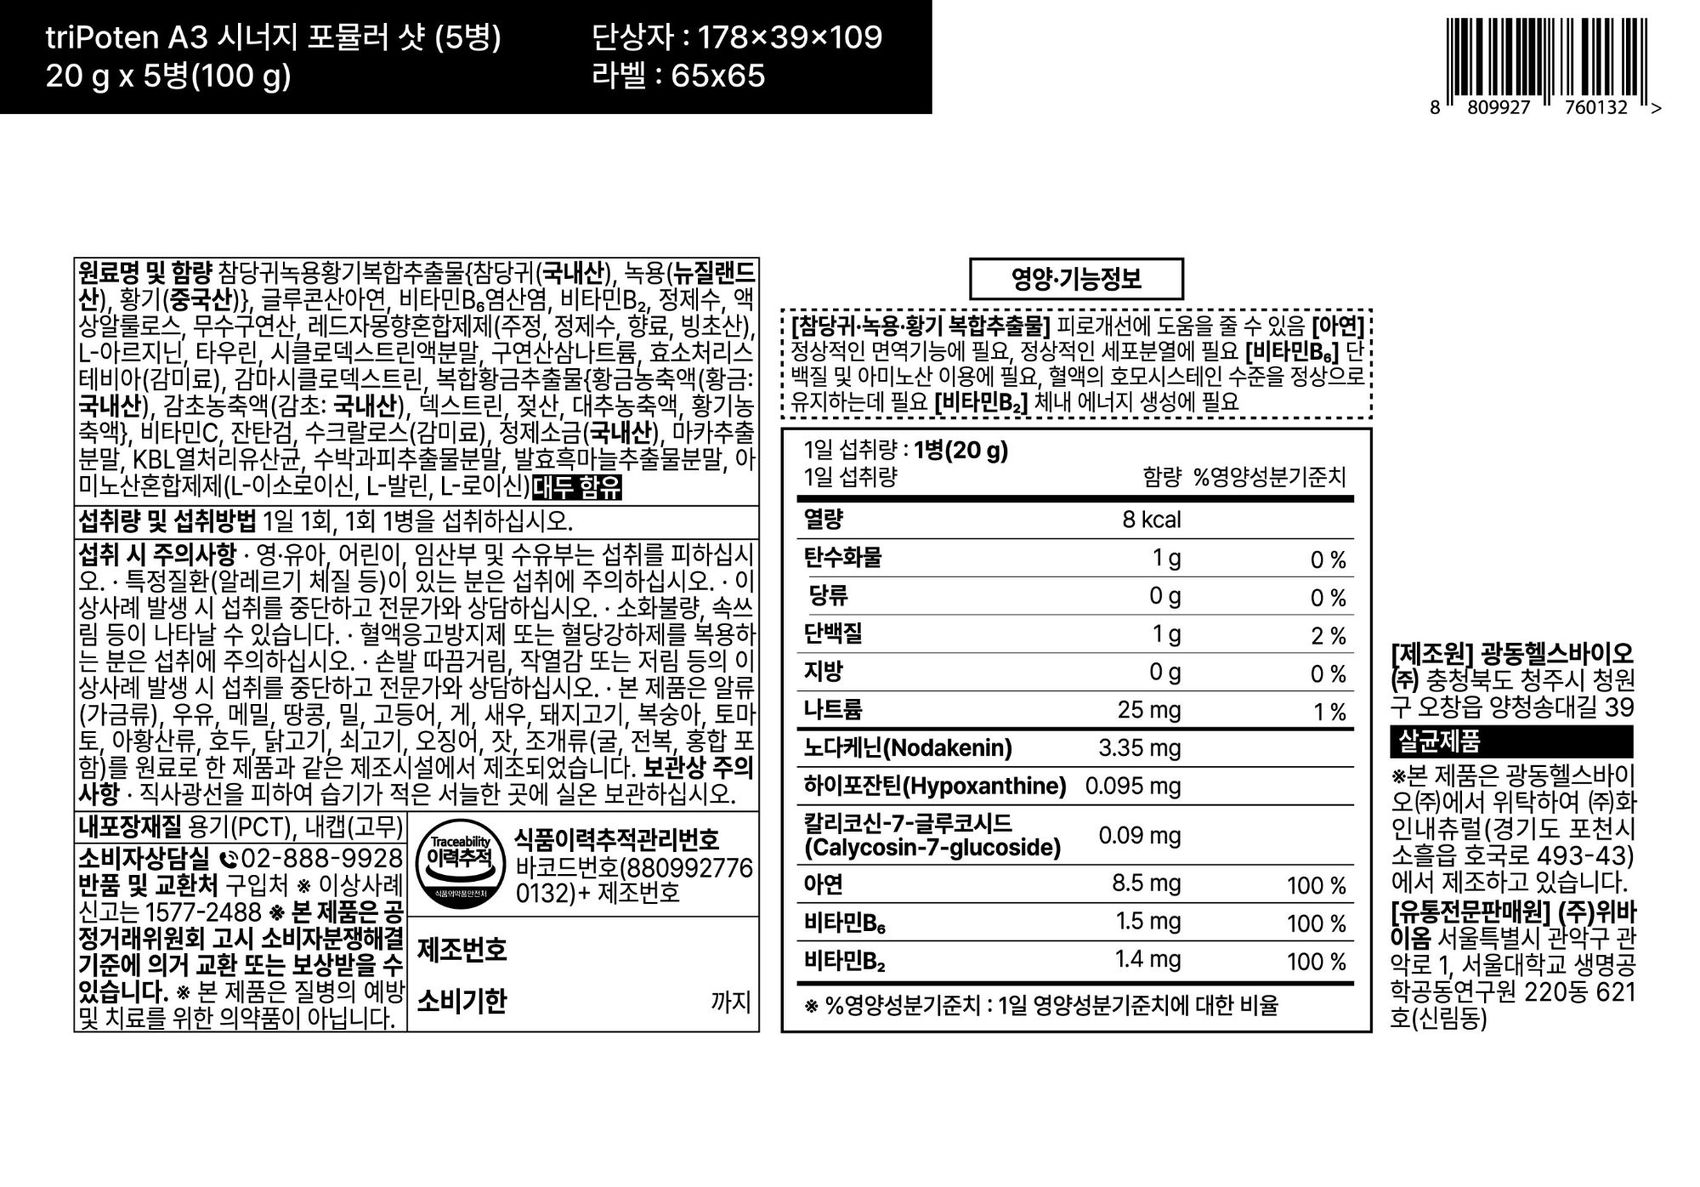 triPoten A3 시너지 포뮬러 샷 (5병)
20 g x 5병(100 g)
단상자 : 178×39×109
라벨 : 65x65
8 809927 760132 >
원료명 및 함량 참당귀녹용황기복합추출물{참당귀(국내산), 녹용(뉴질랜드
산), 황기(중국산)}, 글루콘산아연, 비타민B₆염산염, 비타민B₂, 정제수, 액
상알룰로스, 무수구연산, 레드자몽향혼합제제(주정, 정제수, 향료, 빙초산),
L-아르지닌, 타우린, 시클로덱스트린액분말, 구연산삼나트륨, 효소처리스
테비아(감미료), 감마시클로덱스트린, 복합황금추출물{황금농축액(황금:
국내산), 감초농축액(감초: 국내산), 덱스트린, 젖산, 대추농축액, 황기농
축액}, 비타민C, 잔탄검, 수크랄로스(감미료), 정제소금(국내산), 마카추출
분말, KBL열처리유산균, 수박과피추출물분말, 발효흑마늘추출물분말, 아
미노산혼합제제(L-이소로이신, L-발린, L-로이신)대두 함유
섭취량 및 섭취방법 1일 1회, 1회 1병을 섭취하십시오.
섭취 시 주의사항 · 영·유아, 어린이, 임산부 및 수유부는 섭취를 피하십시
오. · 특정질환(알레르기 체질 등)이 있는 분은 섭취에 주의하십시오. · 이
상사례 발생 시 섭취를 중단하고 전문가와 상담하십시오. · 소화불량, 속쓰
림 등이 나타날 수 있습니다. · 혈액응고방지제 또는 혈당강하제를 복용하
는 분은 섭취에 주의하십시오. · 손발 따끔거림, 작열감 또는 저림 등의 이
상사례 발생 시 섭취를 중단하고 전문가와 상담하십시오. · 본 제품은 알류
(가금류), 우유, 메밀, 땅콩, 밀, 고등어, 게, 새우, 돼지고기, 복숭아, 토마
토, 아황산류, 호두, 닭고기, 쇠고기, 오징어, 잣, 조개류(굴, 전복, 홍합 포
함)를 원료로 한 제품과 같은 제조시설에서 제조되었습니다. 보관상 주의
사항 · 직사광선을 피하여 습기가 적은 서늘한 곳에 실온 보관하십시오.
내포장재질 용기(PCT), 내캡(고무)
소비자상담실 02-888-9928
반품 및 교환처 구입처 ※ 이상사례
신고는 1577-2488 ※ 본 제품은 공
정거래위원회 고시 소비자분쟁해결
기준에 의거 교환 또는 보상받을 수
있습니다. ※ 본 제품은 질병의 예방
및 치료를 위한 의약품이 아닙니다.
Traceability
이력추적
식품의약품안전처
식품이력추적관리번호
바코드번호(880992776
0132)+ 제조번호
제조번호
소비기한 까지
영양·기능정보
[참당귀·녹용·황기 복합추출물] 피로개선에 도움을 줄 수 있음 [아연]
정상적인 면역기능에 필요, 정상적인 세포분열에 필요 [비타민B₆] 단
백질 및 아미노산 이용에 필요, 혈액의 호모시스테인 수준을 정상으로
유지하는데 필요 [비타민B₂] 체내 에너지 생성에 필요
1일 섭취량 : 1병(20 g)
1일 섭취량 함량 %영양성분기준치
열량 8 kcal
탄수화물 1 g 0 %
당류 0 g 0 %
단백질 1 g 2 %
지방 0 g 0 %
나트륨 25 mg 1 %
노다케닌(Nodakenin) 3.35 mg
하이포잔틴(Hypoxanthine) 0.095 mg
칼리코신-7-글루코시드
(Calycosin-7-glucoside) 0.09 mg
아연 8.5 mg 100 %
비타민B₆ 1.5 mg 100 %
비타민B₂ 1.4 mg 100 %
※ %영양성분기준치 : 1일 영양성분기준치에 대한 비율
[제조원] 광동헬스바이오
㈜ 충청북도 청주시 청원
구 오창읍 양청송대길 39
살균제품
※본 제품은 광동헬스바이
오㈜에서 위탁하여 ㈜화
인내츄럴(경기도 포천시
소흘읍 호국로 493-43)
에서 제조하고 있습니다.
[유통전문판매원] (주)위바
이옴 서울특별시 관악구 관
악로 1, 서울대학교 생명공
학공동연구원 220동 621
호(신림동)